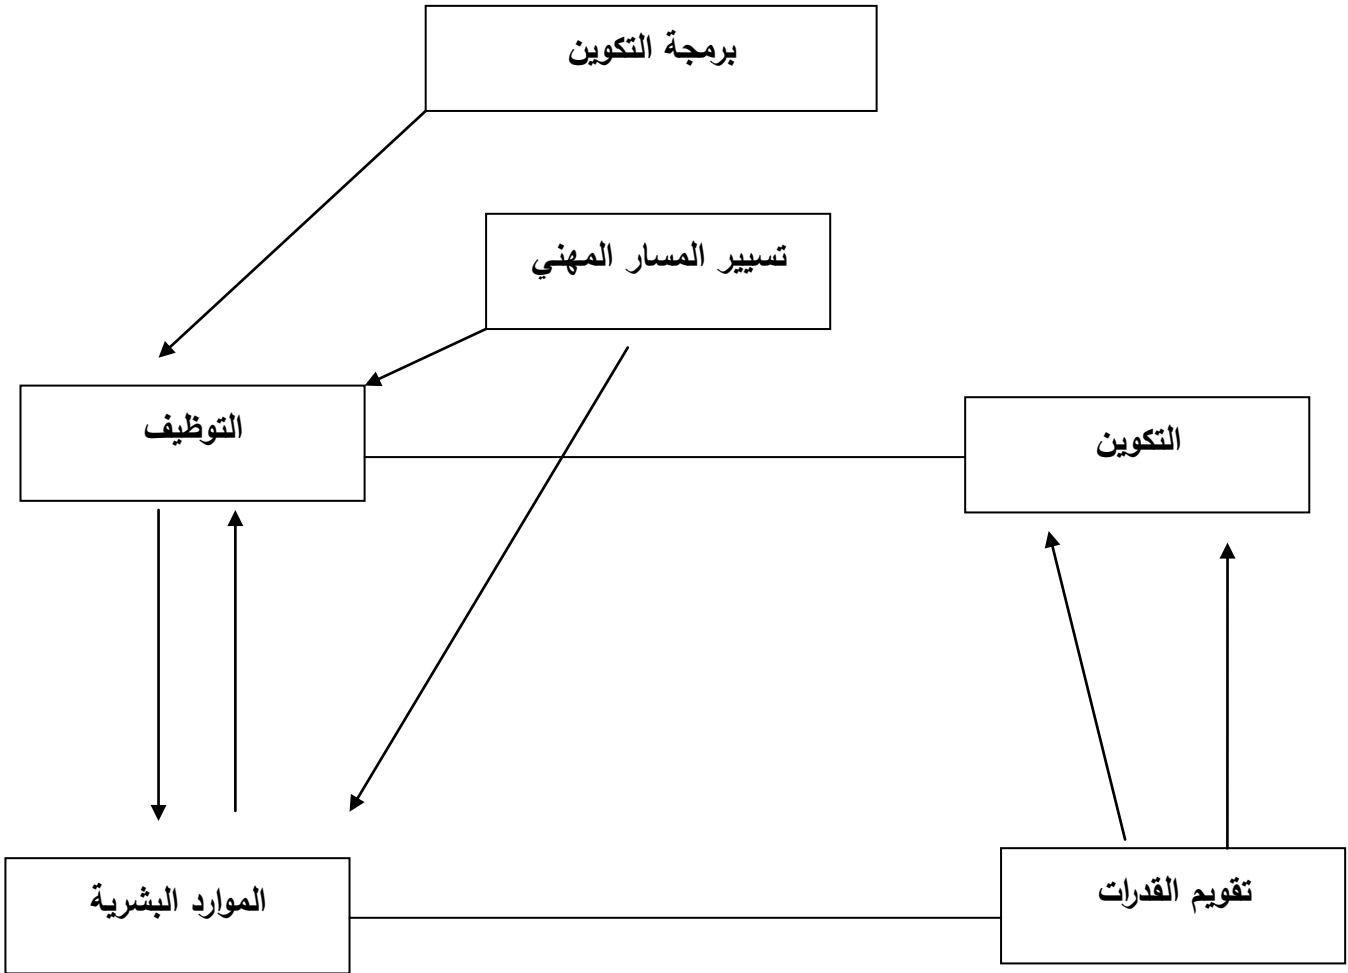 برمجة التكوين
تسيير المسار المهني
التوظيف
التكوين
الموارد البشرية
تقويم القدرات